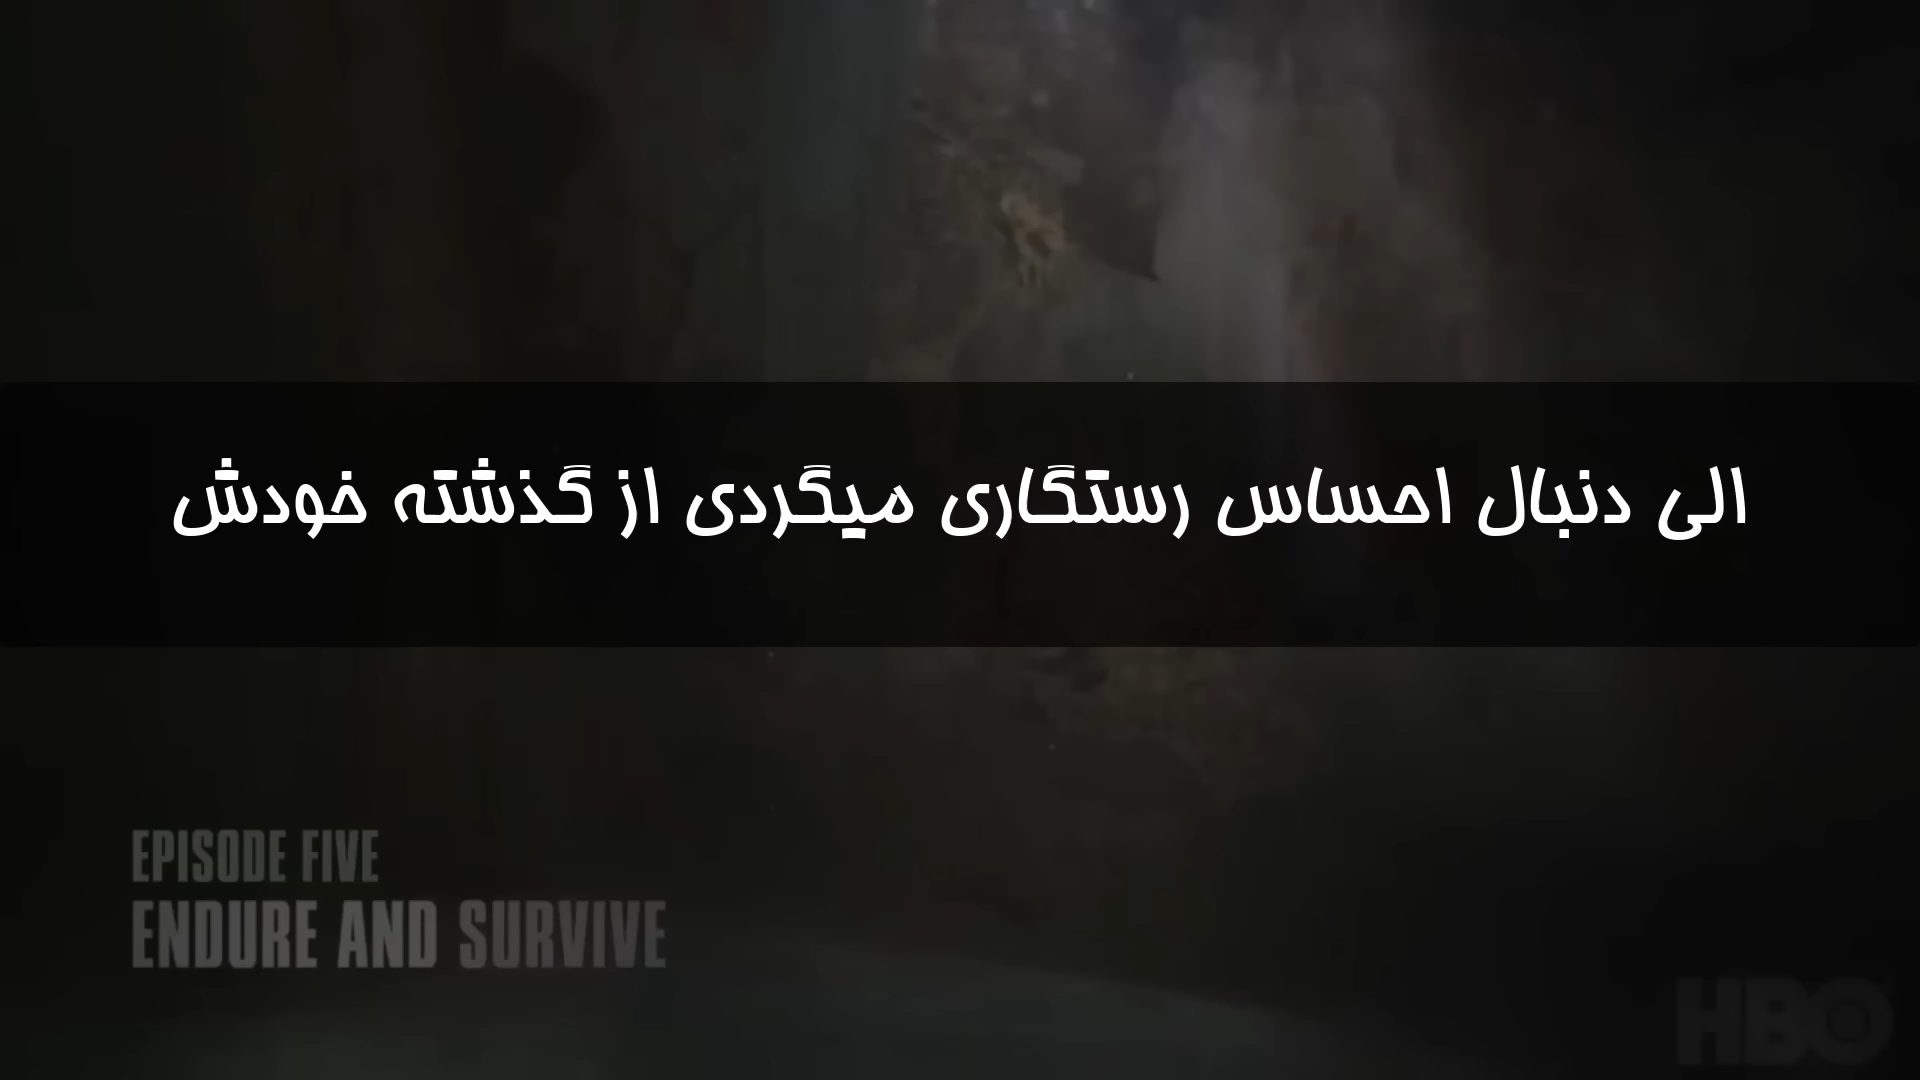 الی دنبال احساس رستگاری میگردی از گذشته خودش
EPISODE FIVE
ENDURE AND SURVIVE
HBO